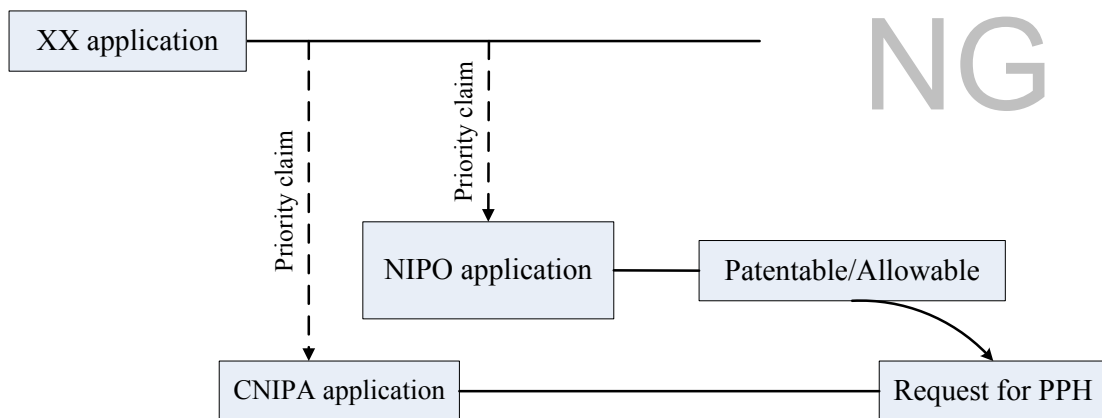 XX application
NG
Priority claim
Priority claim
NIPO application
Patentable/Allowable
CNIPA application
Request for PPH